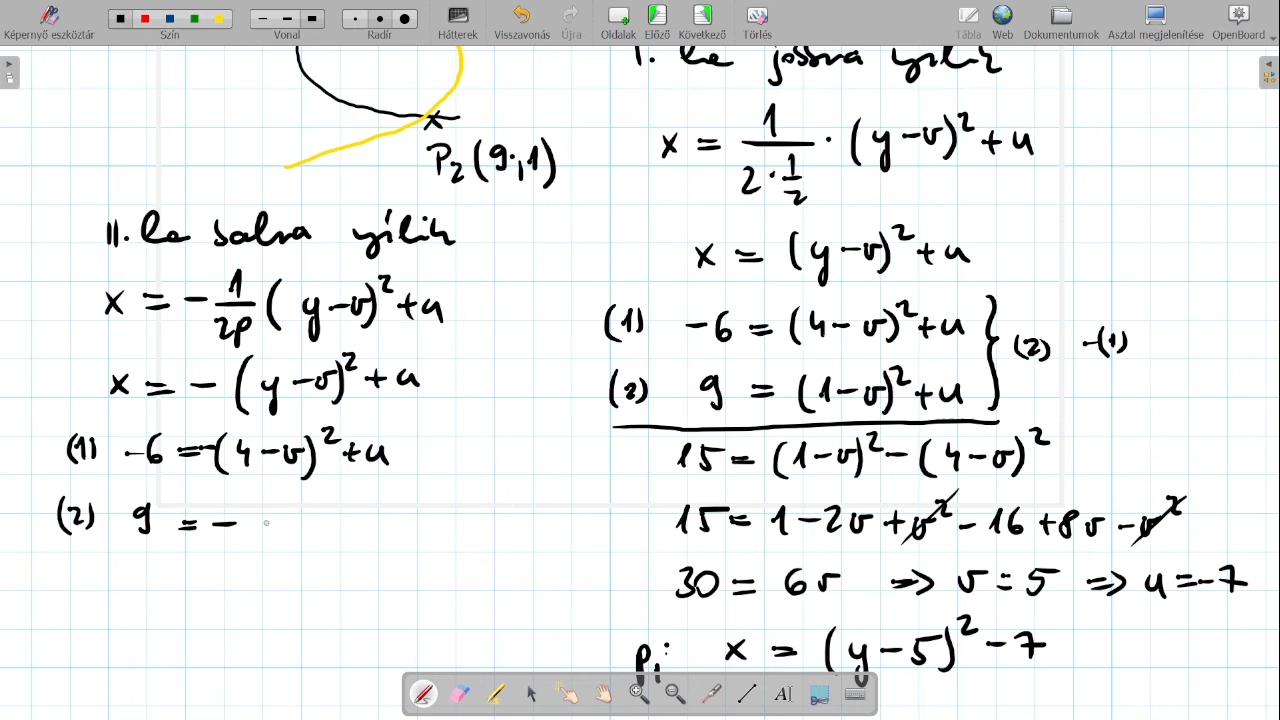 Képernyő eszköztár Szín Vonal Radír Hátterek Visszavonás Újra Oldalak Előző Következő Törlés Tábla Web Dokumentumok Asztal megjelenítése OpenBoard
P₂(9;1)
II. ha balra nyílik
x = -1/2p (y-v)²+u
x = -(y-v)²+u
(1) -6 = -(4-v)²+u
(2) 9 = -
I. ha jobbra nyílik
x = 1/(2·1/2) · (y-v)²+u
x = (y-v)²+u
(1) -6 = (4-v)²+u
(2) 9 = (1-v)²+u } (2) -(1)
15 = (1-v)² - (4-v)²
15 = 1-2v+v² -16+8v-v²
30 = 6v => v=5 => u=-7
p₁: x = (y-5)²-7